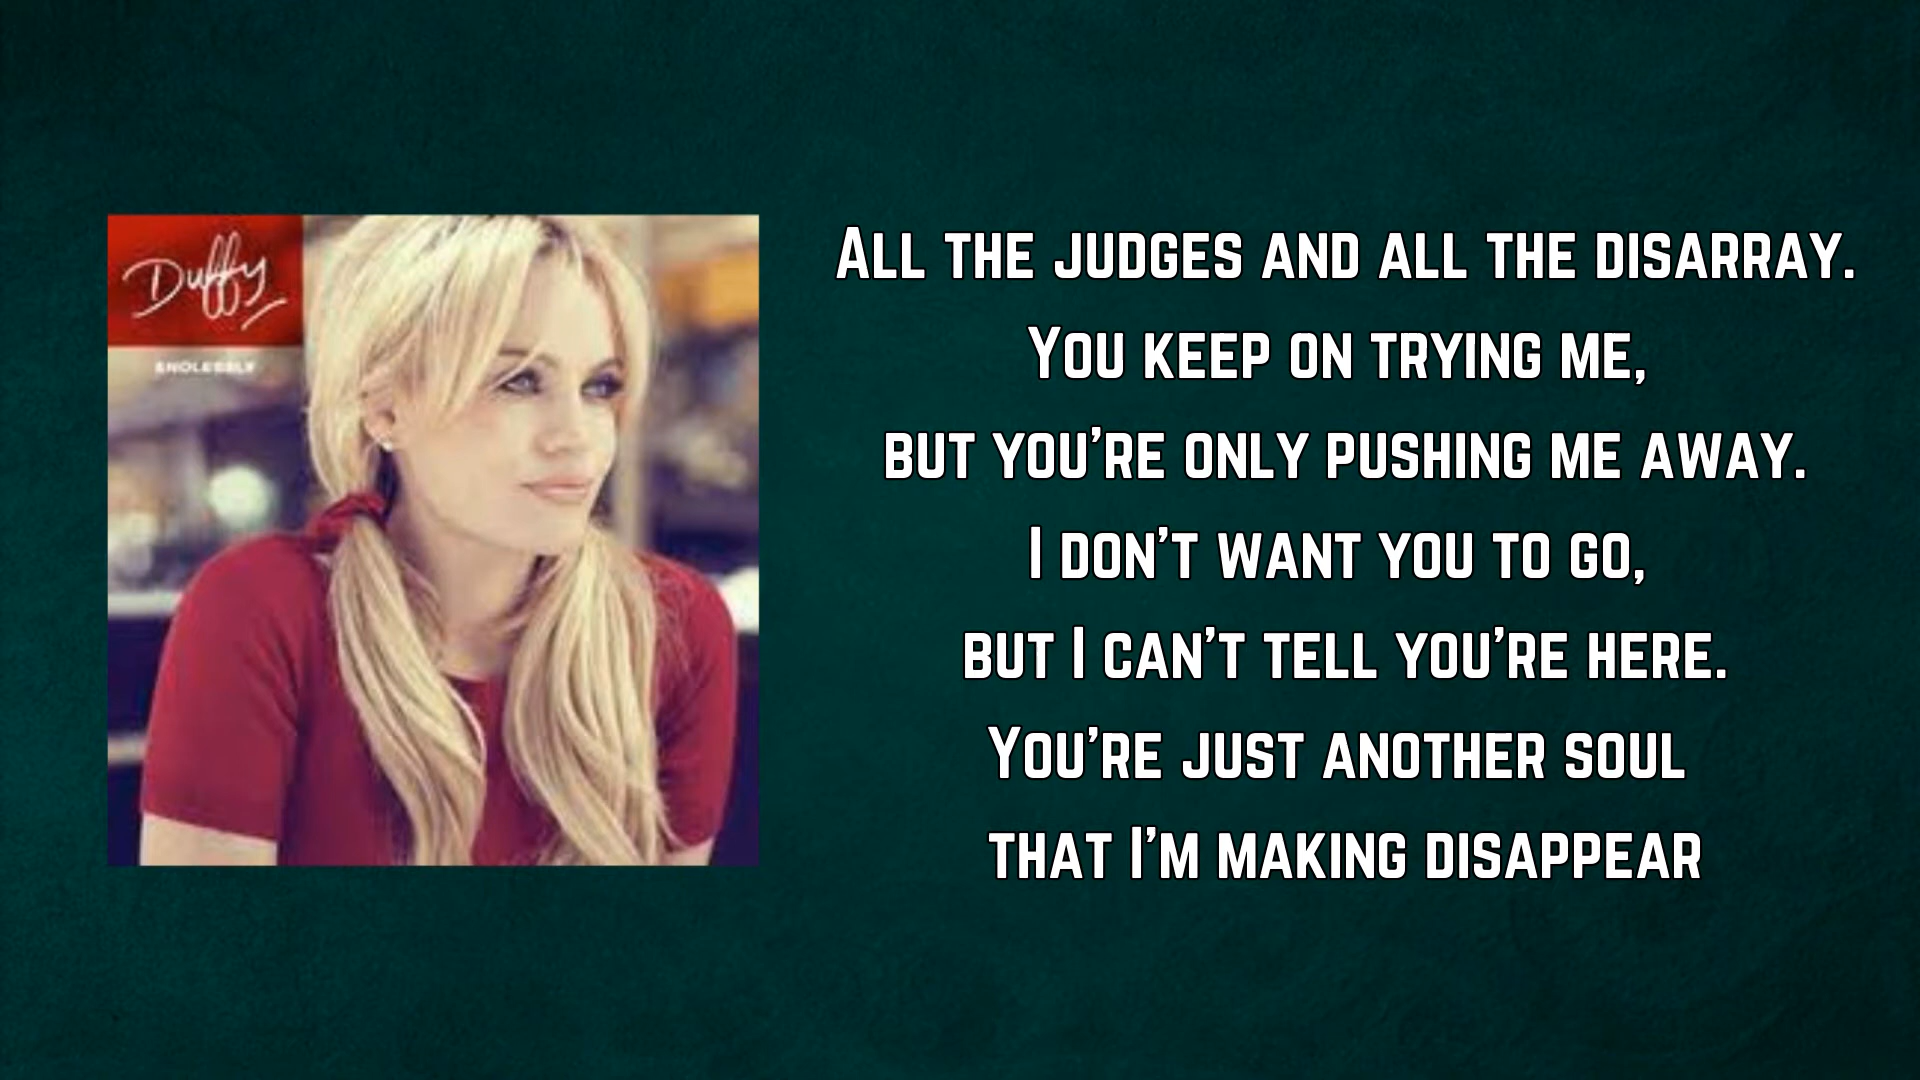 Duffy
ENDLESSLY
All the judges and all the disarray.
You keep on trying me,
but you're only pushing me away.
I don't want you to go,
but I can't tell you're here.
You're just another soul
that I'm making disappear